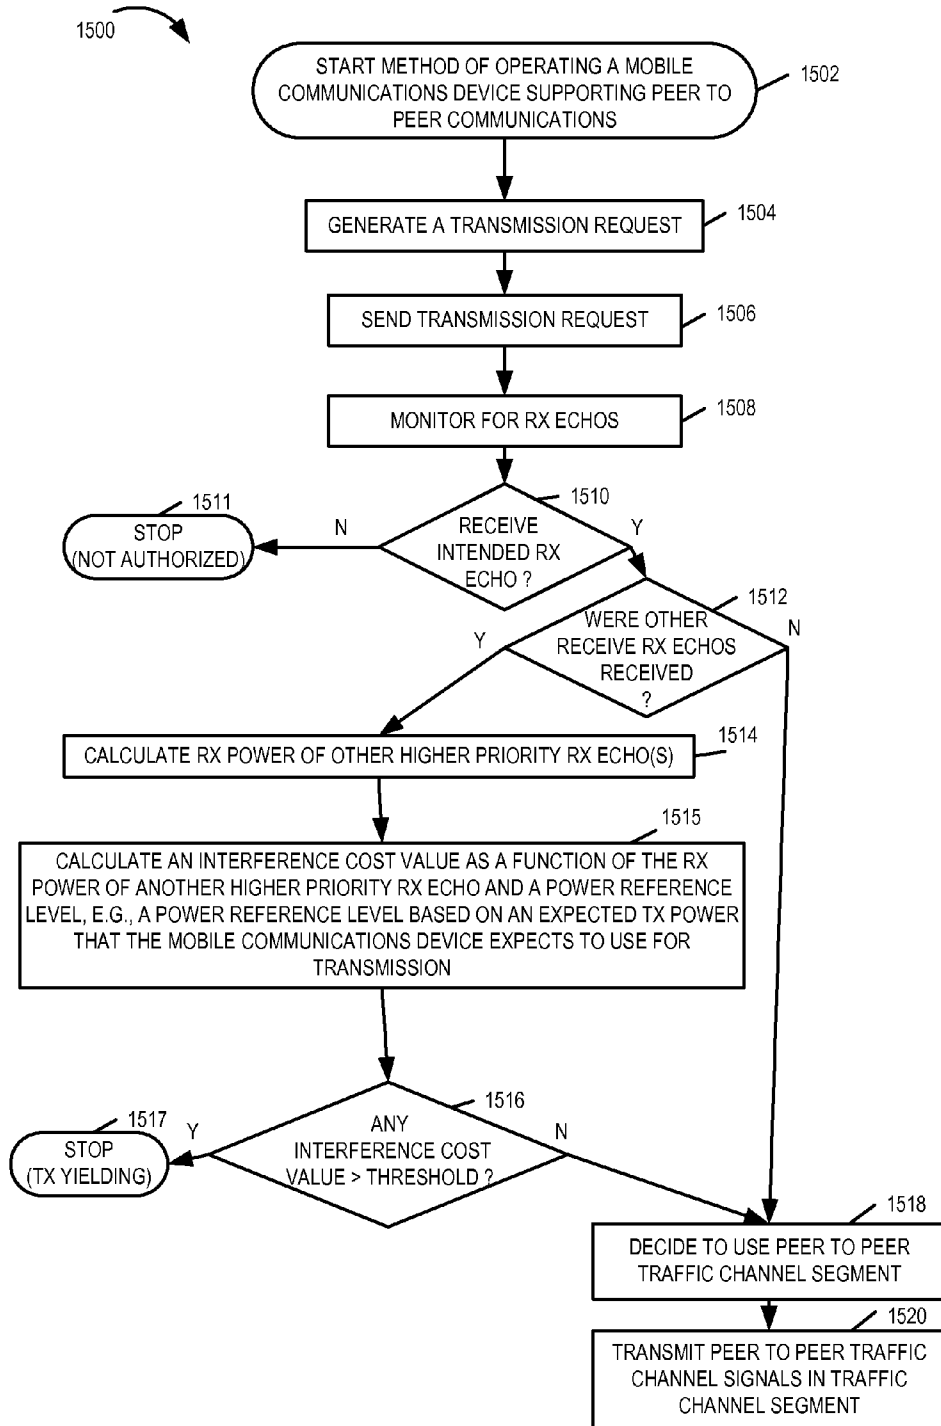 1500
START METHOD OF OPERATING A MOBILE
COMMUNICATIONS DEVICE SUPPORTING PEER TO
PEER COMMUNICATIONS
1502
GENERATE A TRANSMISSION REQUEST
1504
SEND TRANSMISSION REQUEST
1506
MONITOR FOR RX ECHOS
1508
1510
RECEIVE
INTENDED RX
ECHO ?
N
Y
1511
STOP
(NOT AUTHORIZED)
1512
WERE OTHER
RECEIVE RX ECHOS
RECEIVED
?
Y
N
CALCULATE RX POWER OF OTHER HIGHER PRIORITY RX ECHO(S)
1514
1515
CALCULATE AN INTERFERENCE COST VALUE AS A FUNCTION OF THE RX
POWER OF ANOTHER HIGHER PRIORITY RX ECHO AND A POWER REFERENCE
LEVEL, E.G., A POWER REFERENCE LEVEL BASED ON AN EXPECTED TX POWER
THAT THE MOBILE COMMUNICATIONS DEVICE EXPECTS TO USE FOR
TRANSMISSION
1516
ANY
INTERFERENCE COST
VALUE > THRESHOLD ?
Y
N
1517
STOP
(TX YIELDING)
1518
DECIDE TO USE PEER TO PEER
TRAFFIC CHANNEL SEGMENT
1520
TRANSMIT PEER TO PEER TRAFFIC
CHANNEL SIGNALS IN TRAFFIC
CHANNEL SEGMENT